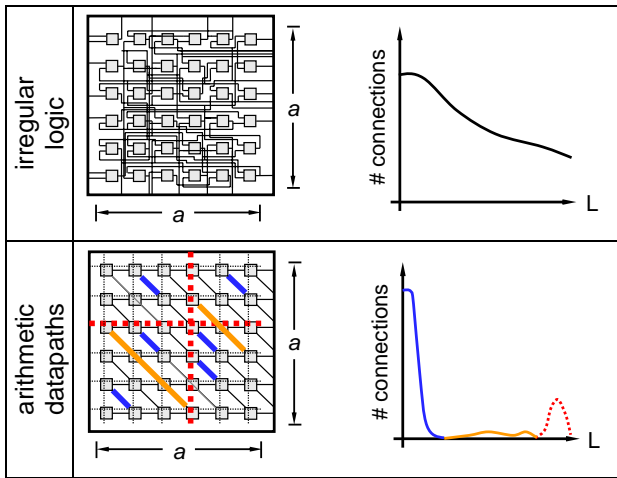 irregular
logic
a
a
# connections
L
arithmetic
datapaths
a
a
# connections
L